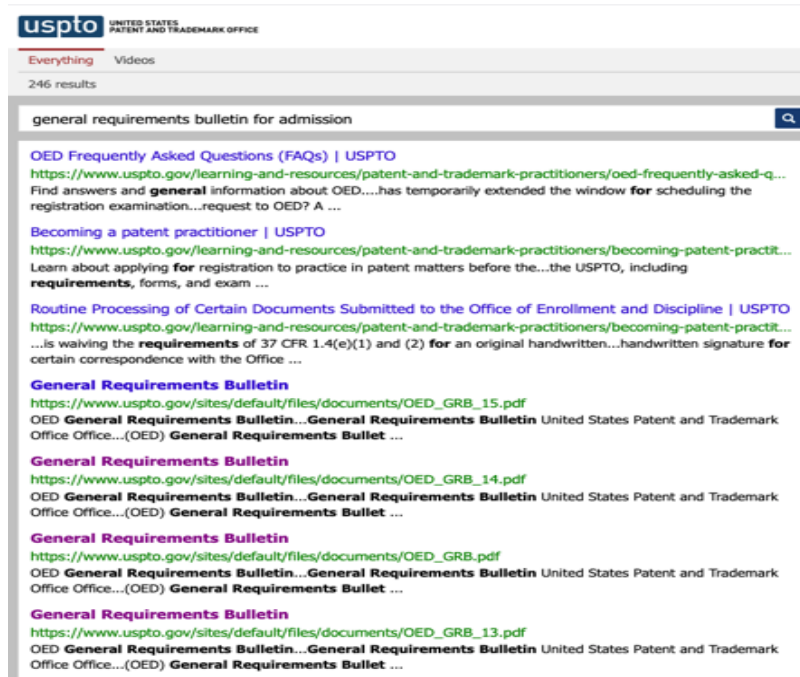 uspto UNITED STATES
PATENT AND TRADEMARK OFFICE
Everything Videos
246 results
general requirements bulletin for admission
OED Frequently Asked Questions (FAQs) | USPTO
https://www.uspto.gov/learning-and-resources/patent-and-trademark-practitioners/oed-frequently-asked-q...
Find answers and general information about OED....has temporarily extended the window for scheduling the
registration examination...request to OED? A ...
Becoming a patent practitioner | USPTO
https://www.uspto.gov/learning-and-resources/patent-and-trademark-practitioners/becoming-patent-practit...
Learn about applying for registration to practice in patent matters before the...the USPTO, including
requirements, forms, and exam ...
Routine Processing of Certain Documents Submitted to the Office of Enrollment and Discipline | USPTO
https://www.uspto.gov/learning-and-resources/patent-and-trademark-practitioners/becoming-patent-practit...
...is waiving the requirements of 37 CFR 1.4(e)(1) and (2) for an original handwritten...handwritten signature for
certain correspondence with the Office ...
General Requirements Bulletin
https://www.uspto.gov/sites/default/files/documents/OED_GRB_15.pdf
OED General Requirements Bulletin...General Requirements Bulletin United States Patent and Trademark
Office Office...(OED) General Requirements Bullet ...
General Requirements Bulletin
https://www.uspto.gov/sites/default/files/documents/OED_GRB_14.pdf
OED General Requirements Bulletin...General Requirements Bulletin United States Patent and Trademark
Office Office...(OED) General Requirements Bullet ...
General Requirements Bulletin
https://www.uspto.gov/sites/default/files/documents/OED_GRB.pdf
OED General Requirements Bulletin...General Requirements Bulletin United States Patent and Trademark
Office Office...(OED) General Requirements Bullet ...
General Requirements Bulletin
https://www.uspto.gov/sites/default/files/documents/OED_GRB_13.pdf
OED General Requirements Bulletin...General Requirements Bulletin United States Patent and Trademark
Office Office...(OED) General Requirements Bullet ...